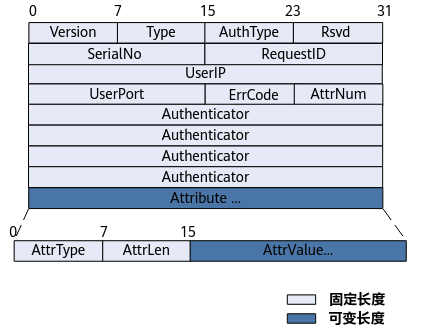 0 7 15 23 31
Version Type AuthType Rsvd
SerialNo RequestID
UserIP
UserPort ErrCode AttrNum
Authenticator
Authenticator
Authenticator
Authenticator
Attribute ...
0 7 15
AttrType AttrLen AttrValue...
固定长度
可变长度